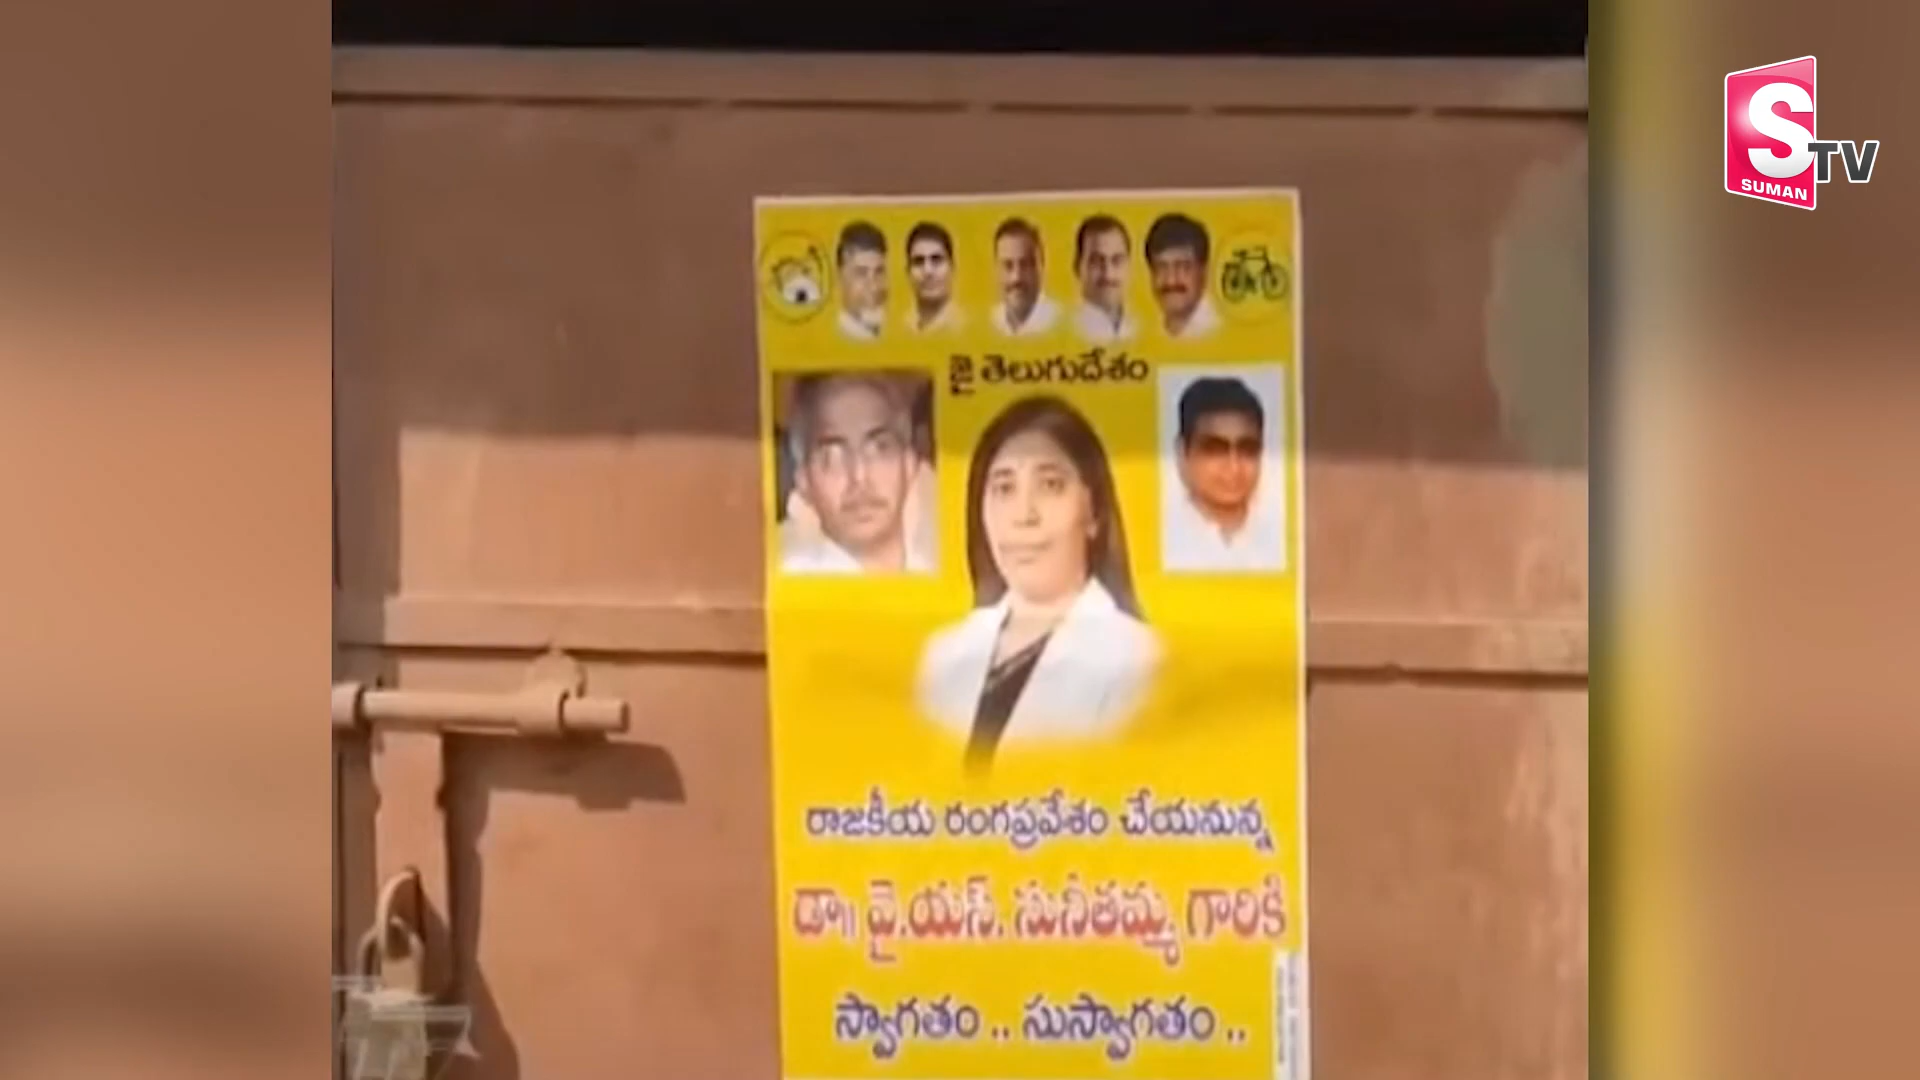 S TV
SUMAN
జై తెలుగుదేశం
రాజకీయ రంగప్రవేశం చేయనున్న
డా॥ వై.యస్. సునీతమ్మ గారికి
స్వాగతం .. సుస్వాగతం ..